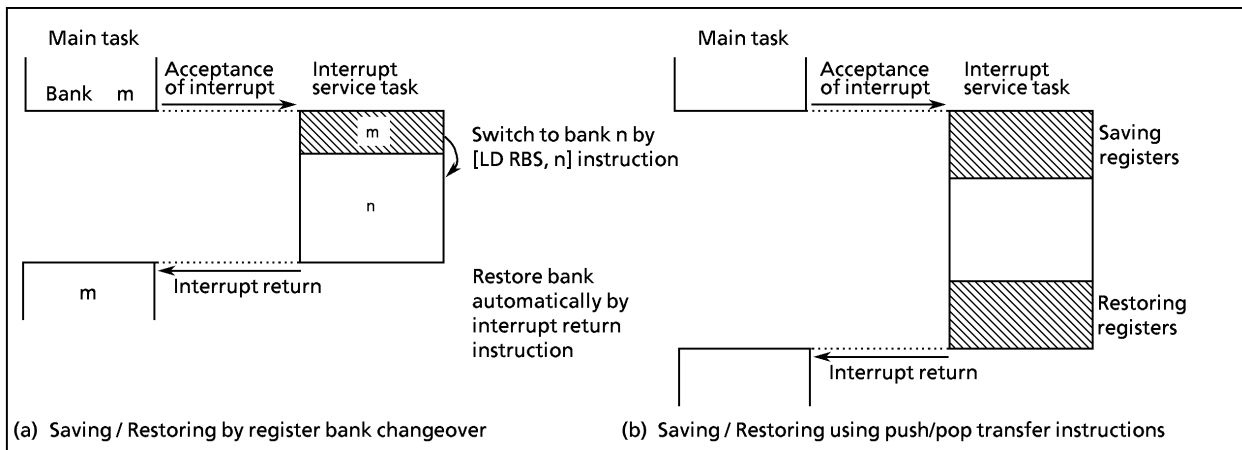 Main task
Bank m
Acceptance
of interrupt
Interrupt
service task
m
Switch to bank n by
[LD RBS, n] instruction
n
Interrupt return
m
Restore bank
automatically by
interrupt return
instruction
(a) Saving / Restoring by register bank changeover
Main task
Acceptance
of interrupt
Interrupt
service task
Saving
registers
Restoring
registers
Interrupt return
(b) Saving / Restoring using push/pop transfer instructions